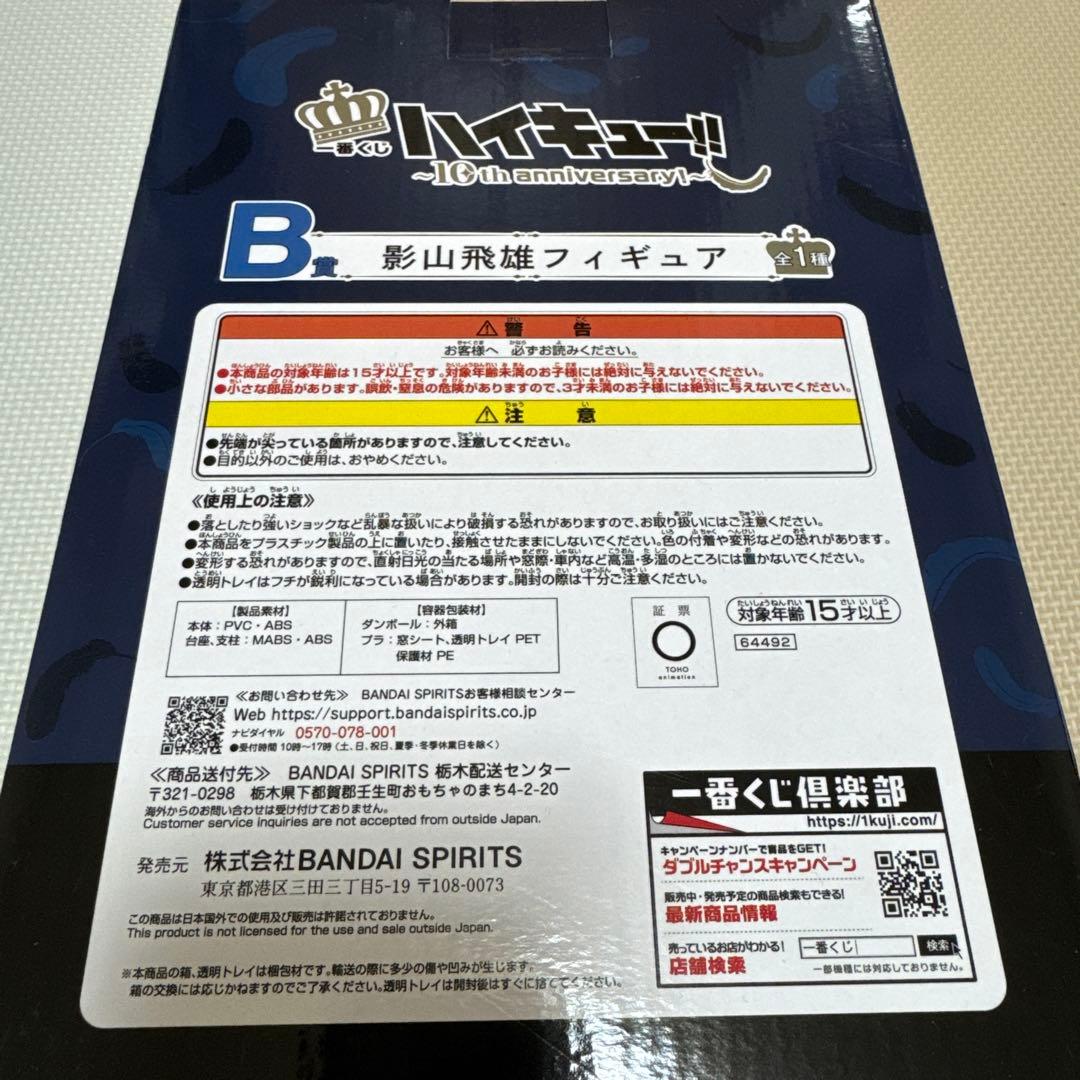 一番くじ
ハイキュー!!
~10th anniversary!~
B賞 影山飛雄フィギュア 全1種
⚠警告
お客様へ 必ずお読みください。
●本商品の対象年齢は15才以上です。対象年齢未満のお子様には絶対に与えないでください。
●小さな部品があります。誤飲・窒息の危険がありますので、3才未満のお子様には絶対に与えないでください。
⚠注意
●先端が尖っている箇所がありますので、注意してください。
●目的以外のご使用は、おやめください。
《使用上の注意》
●落としたり強いショックなど乱暴な扱いにより破損する恐れがありますので、お取り扱いにはご注意ください。
●本商品をプラスチック製品の上に置いたり、接触させたままにしないでください。色の付着や変形などの恐れがあります。
●変形する恐れがありますので、直射日光の当たる場所や窓際・車内など高温・多湿のところには置かないでください。
●透明トレイはフチが鋭利になっている場合があります。開封の際は十分ご注意ください。
【製品素材】
本体:PVC・ABS
台座、支柱:MABS・ABS
【容器包装材】
ダンボール:外箱
プラ:窓シート、透明トレイ PET
保護材 PE
証票
TOHO
animation
対象年齢15才以上
64492
《お問い合わせ先》 BANDAI SPIRITSお客様相談センター
Web https://support.bandaispirits.co.jp
ナビダイヤル 0570-078-001
●受付時間 10時~17時(土、日、祝日、夏季・冬季休業日を除く)
《商品送付先》 BANDAI SPIRITS 栃木配送センター
〒321-0298 栃木県下都賀郡壬生町おもちゃのまち4-2-20
海外からのお問い合わせは受け付けておりません。
Customer service inquiries are not accepted from outside Japan.
発売元 株式会社BANDAI SPIRITS
東京都港区三田三丁目5-19 〒108-0073
この商品は日本国外での使用及び販売は許諾されておりません。
This product is not licensed for the use and sale outside Japan.
※本商品の箱、透明トレイは梱包材です。輸送の際に多少の傷や凹みが生じます。
箱の交換には応じかねますのでご了承ください。透明トレイは開封後はすぐに捨ててください。
一番くじ倶楽部
https://1kuji.com/
キャンペーンナンバーで賞品をGET!
ダブルチャンスキャンペーン
販売中・発売予定の商品検索もできる!
最新商品情報
売っているお店がわかる!
店舗検索
一番くじ 検索
一部機種には対応しておりません。